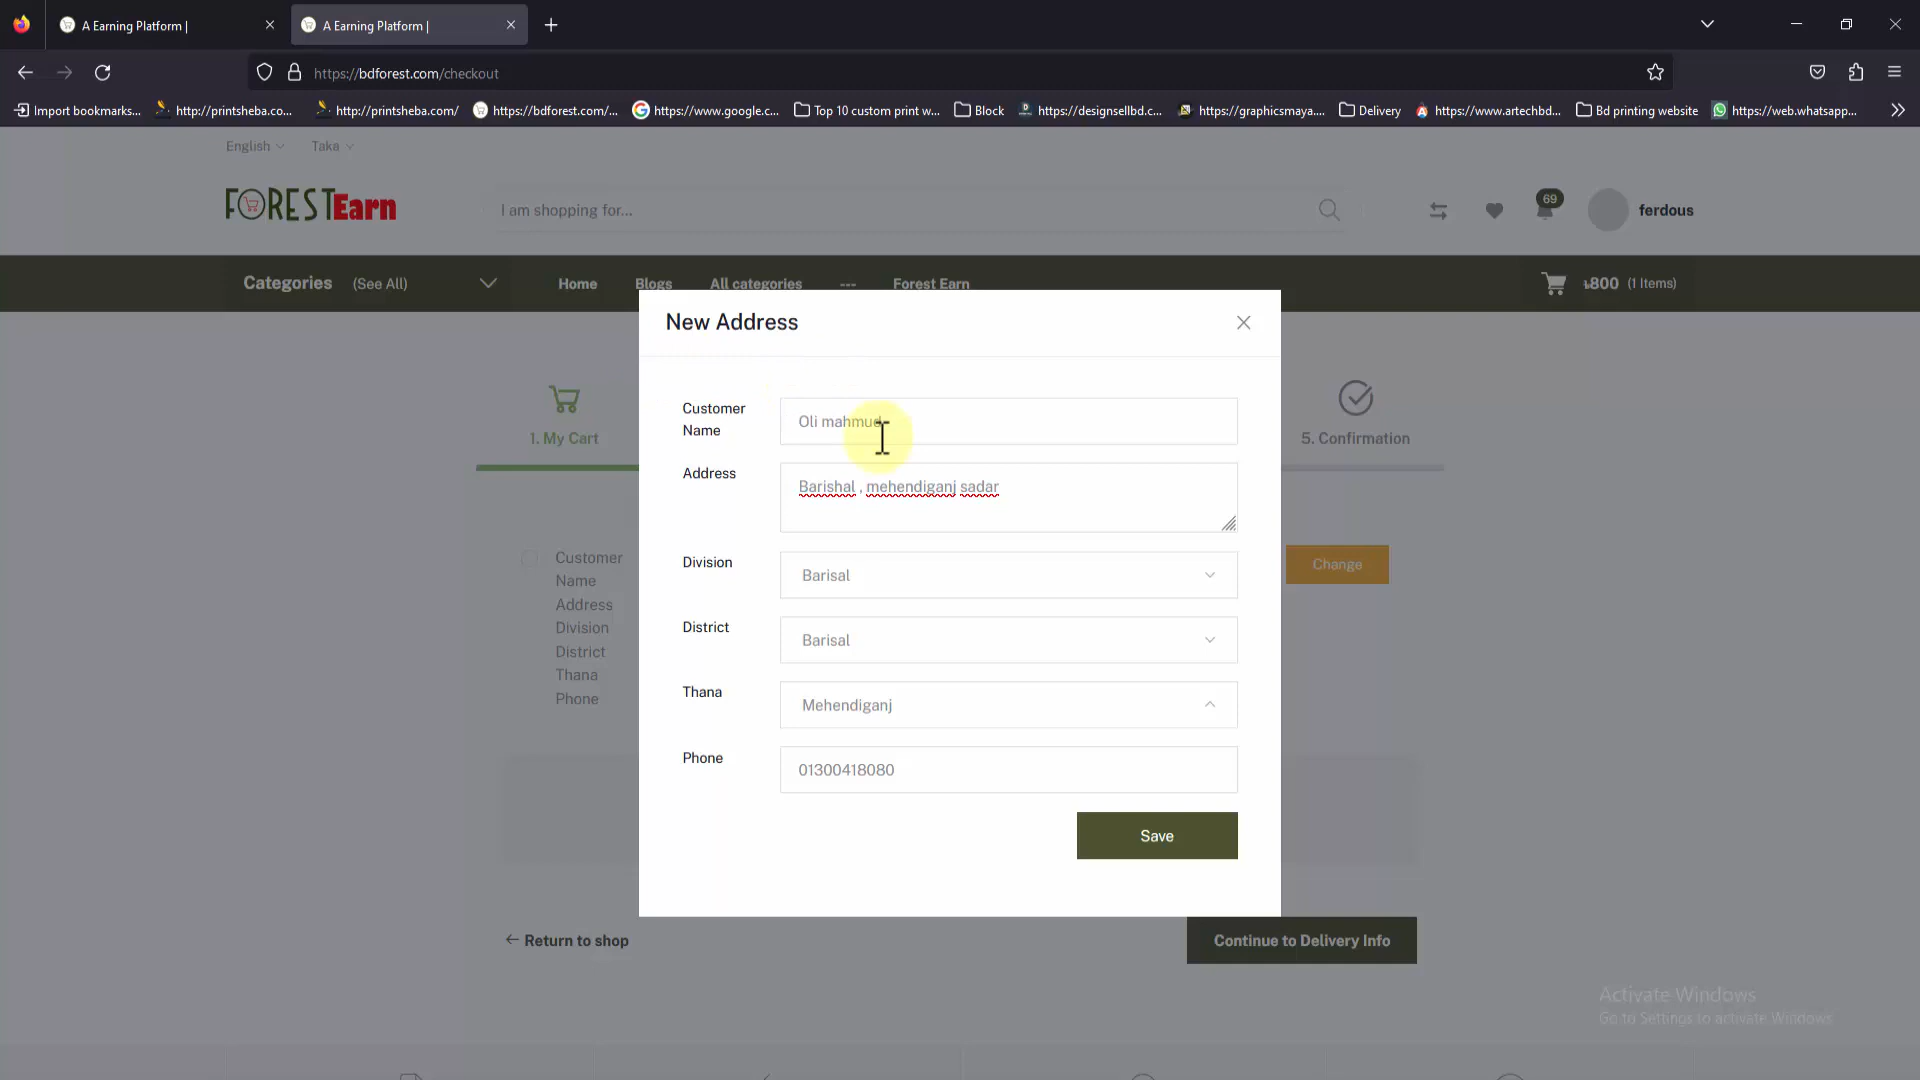 A Earning Platform |
A Earning Platform |
https://bdforest.com/checkout
Import bookmarks...
http://printsheba.co...
http://printsheba.com/
https://bdforest.com/...
https://www.google.c...
Top 10 custom print w...
Block
https://designsellbd.c...
https://graphicsmaya....
Delivery
https://www.artechbd...
Bd printing website
https://web.whatsapp...
English
Taka
FORESTEarn
I am shopping for...
69
ferdous
Categories (See All)
Home
Blogs
All categories
---
Forest Earn
৳800 (1 Items)
New Address
1. My Cart
5. Confirmation
Customer
Name
Oli mahmud
Address
Barishal , mehendiganj sadar
Division
Barisal
District
Barisal
Thana
Mehendiganj
Phone
01300418080
Save
Customer
Name
Address
Division
District
Thana
Phone
Change
Return to shop
Continue to Delivery Info
Activate Windows
Go to Settings to activate Windows.